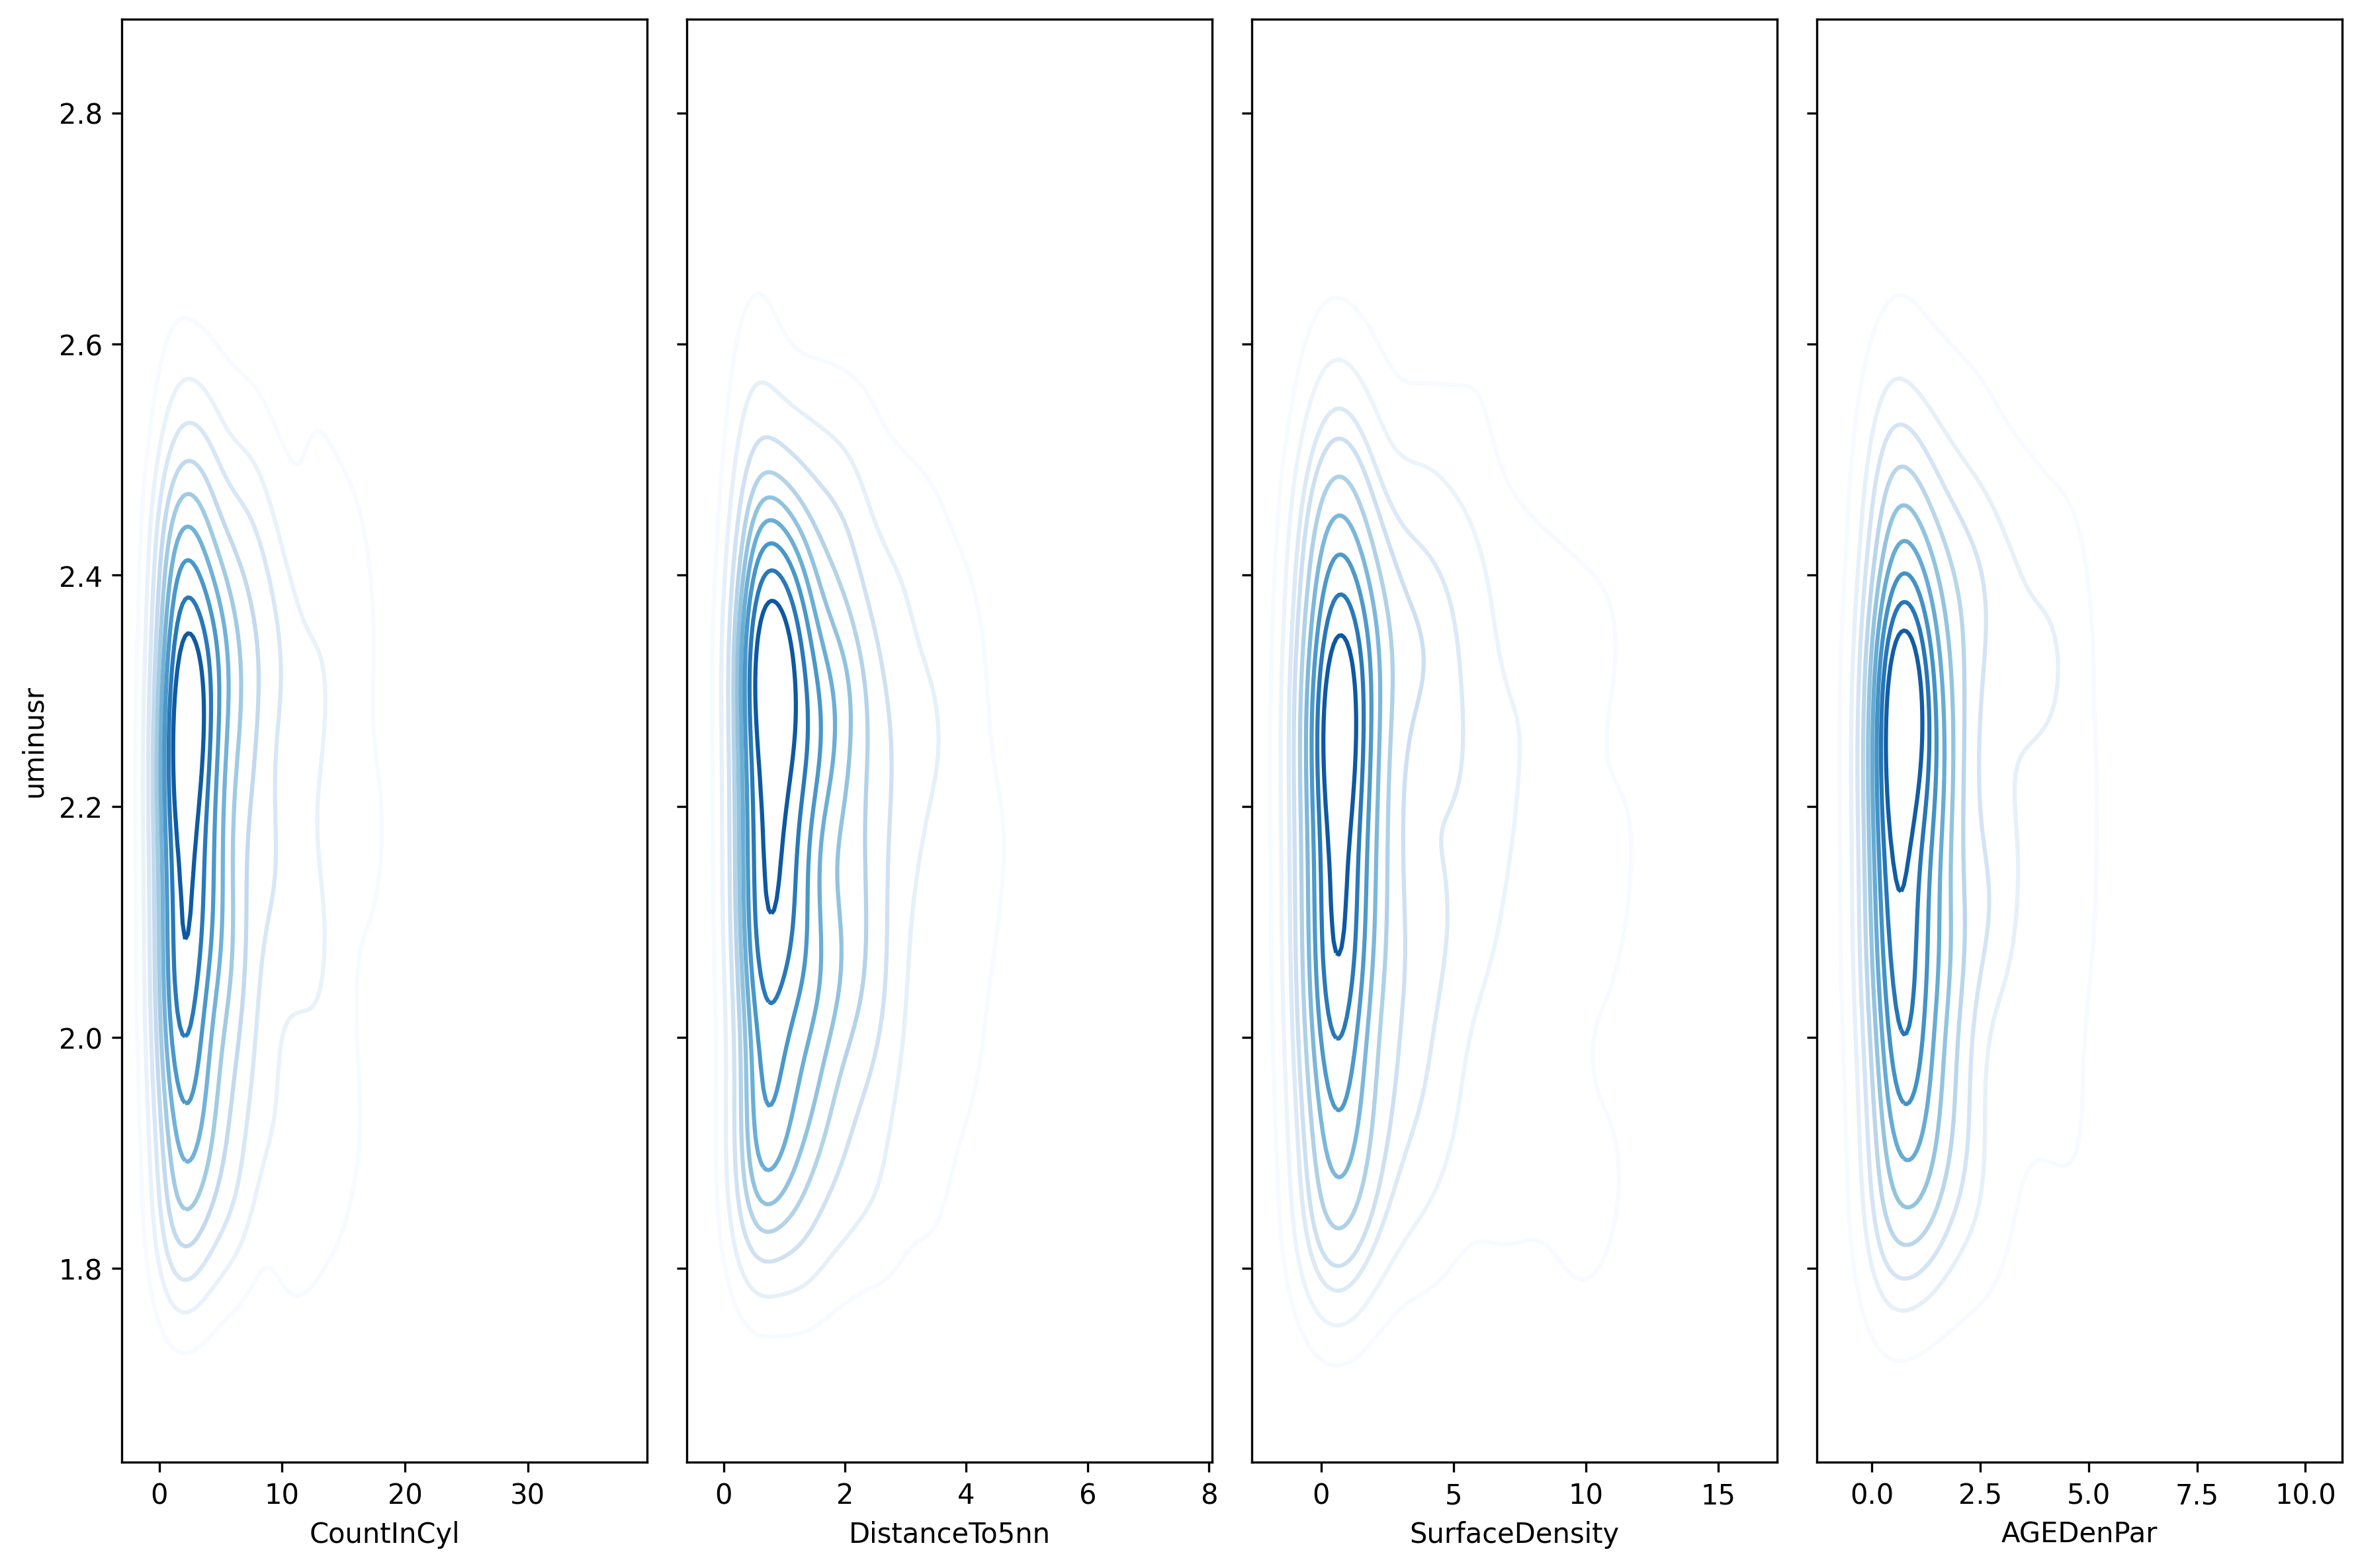 2.8
2.6
2.4
2.2
2.0
1.8
uminusr
0 10 20 30
CountInCyl
0 2 4 6 8
DistanceTo5nn
0 5 10 15
SurfaceDensity
0.0 2.5 5.0 7.5 10.0
AGEDenPar